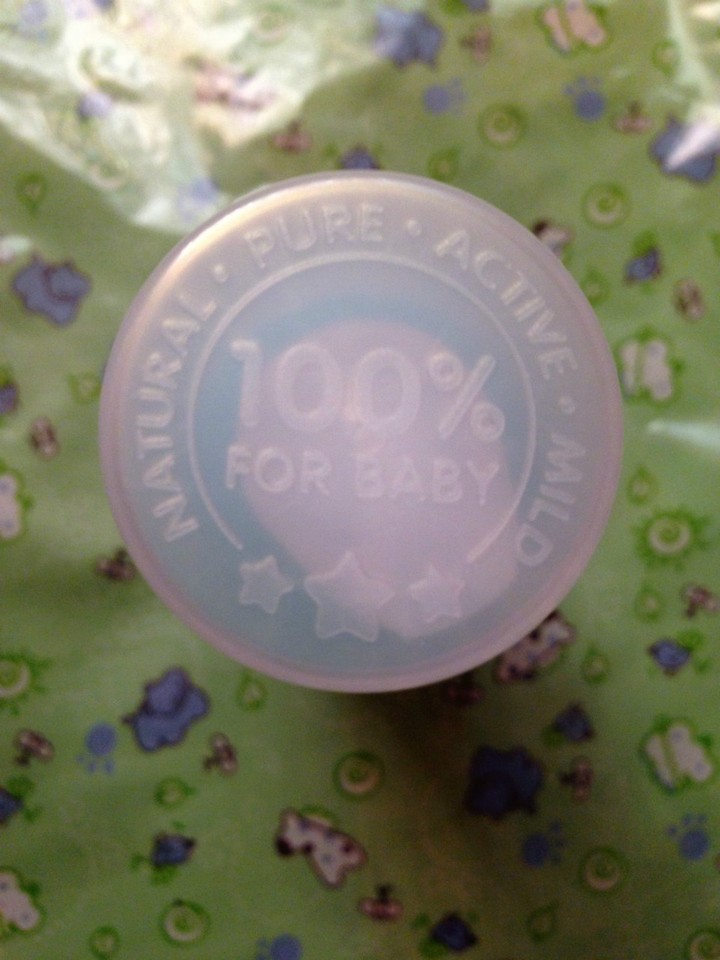 NATURAL • PURE • ACTIVE • MILD
100%
FOR BABY